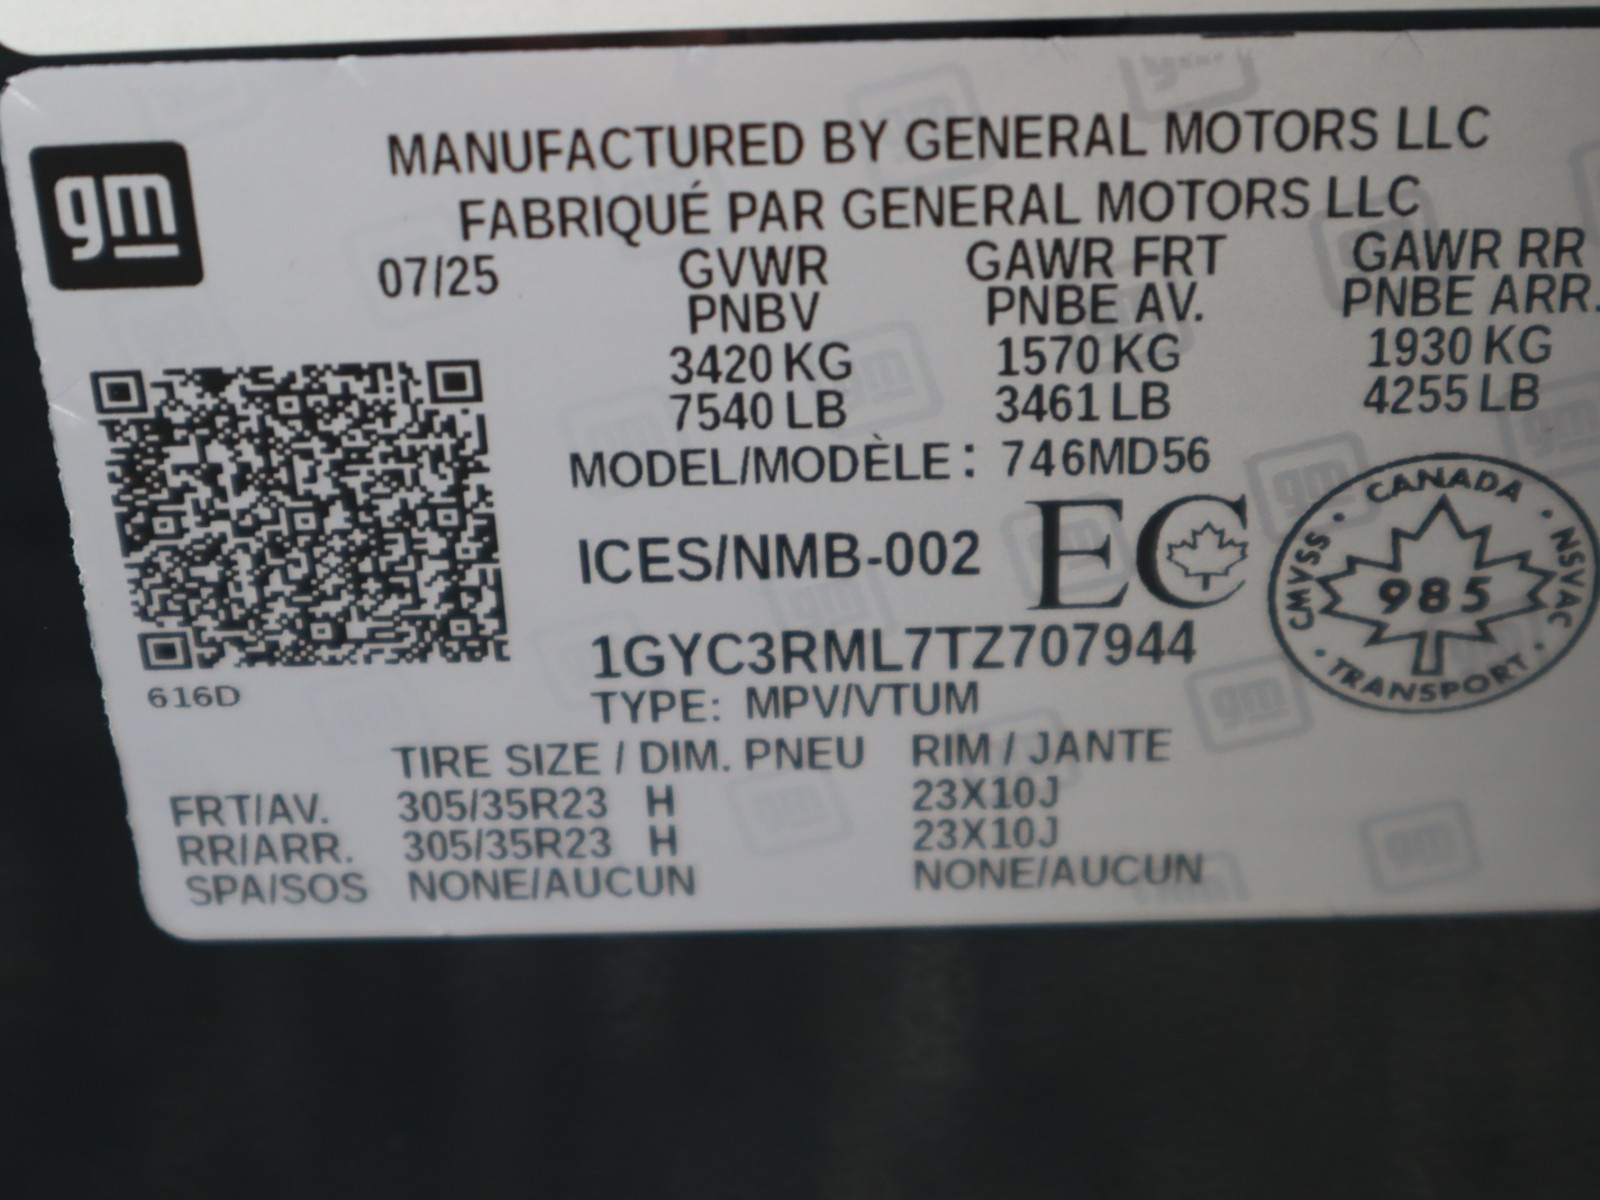 gm
MANUFACTURED BY GENERAL MOTORS LLC
FABRIQUÉ PAR GENERAL MOTORS LLC
07/25 GVWR GAWR FRT GAWR RR
PNBV PNBE AV. PNBE ARR.
3420 KG 1570 KG 1930 KG
7540 LB 3461 LB 4255 LB
MODEL/MODÈLE: 746MD56
ICES/NMB-002 EC
CANADA
CMVSS 985 NSVAC
TRANSPORT
1GYC3RML7TZ707944
616D
TYPE: MPV/VTUM
TIRE SIZE / DIM. PNEU RIM / JANTE
FRT/AV. 305/35R23 H 23X10J
RR/ARR. 305/35R23 H 23X10J
SPA/SOS NONE/AUCUN NONE/AUCUN